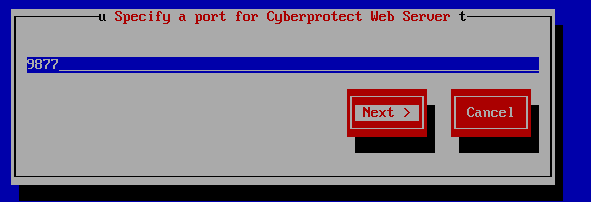 u Specify a port for Cyberprotect Web Server t
9877
Next > Cancel